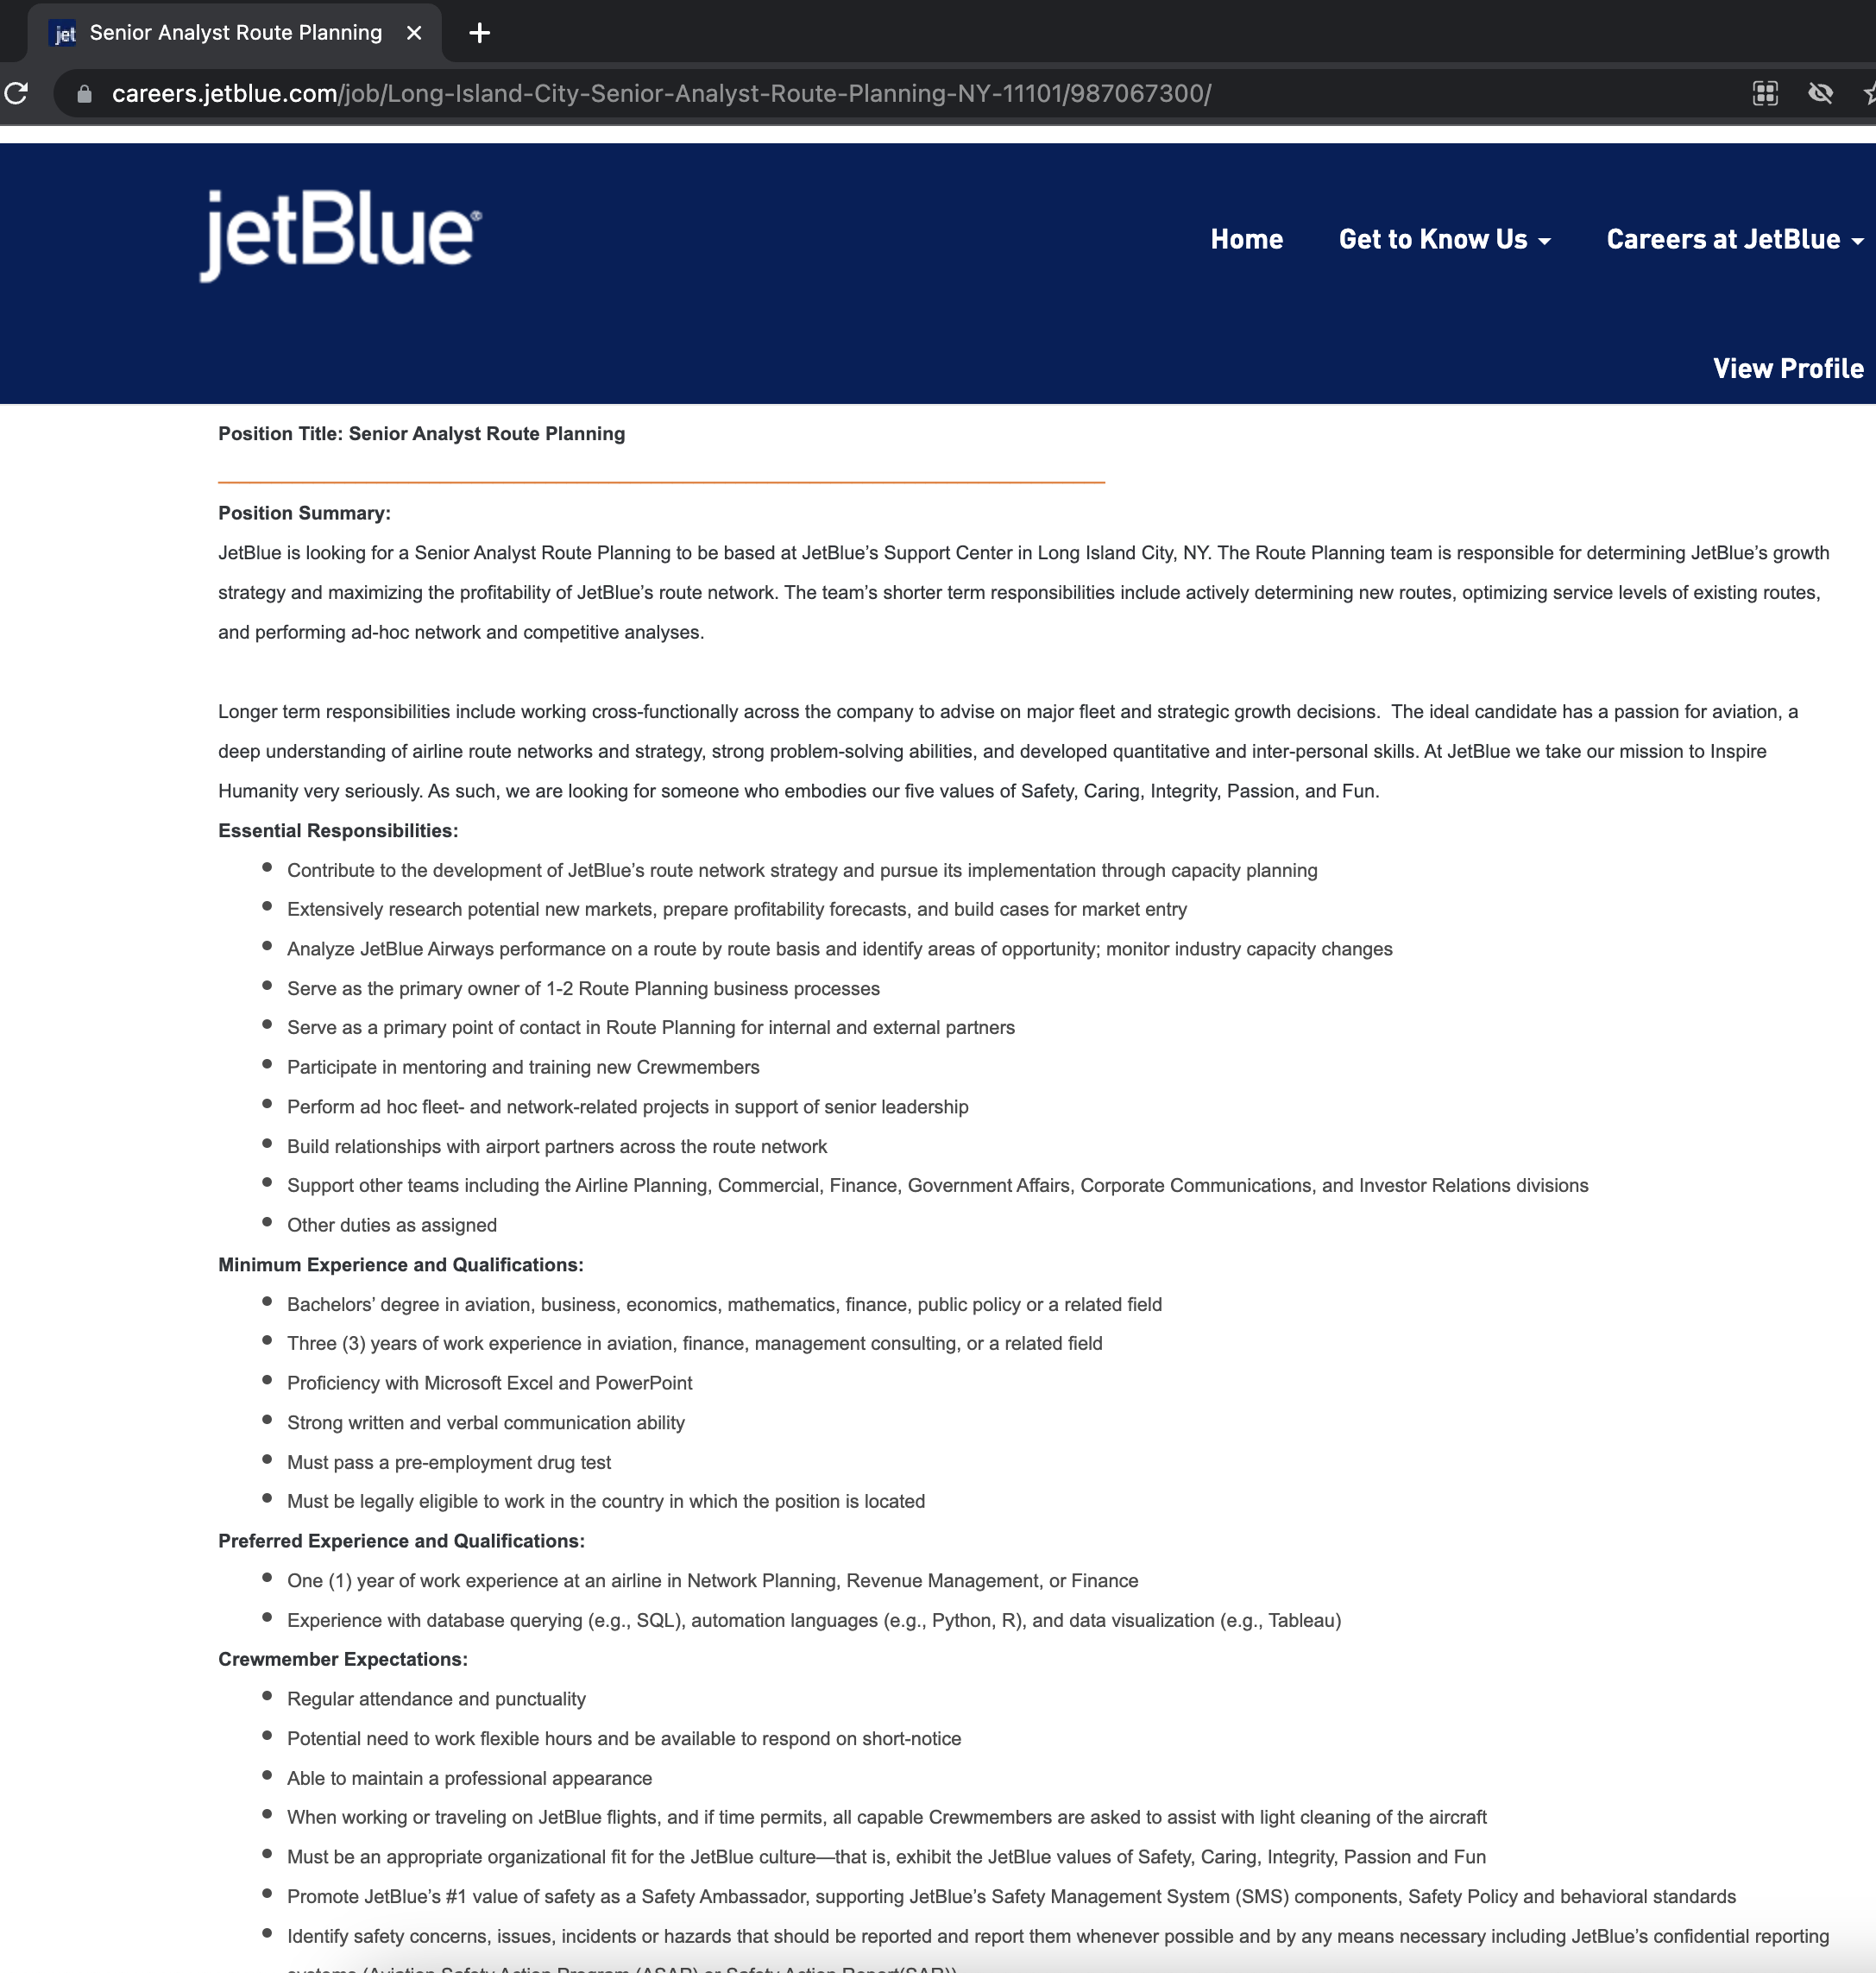 jet Senior Analyst Route Planning
careers.jetblue.com/job/Long-Island-City-Senior-Analyst-Route-Planning-NY-11101/987067300/
jetBlue®
Home Get to Know Us Careers at JetBlue
View Profile
Position Title: Senior Analyst Route Planning
Position Summary:
JetBlue is looking for a Senior Analyst Route Planning to be based at JetBlue’s Support Center in Long Island City, NY. The Route Planning team is responsible for determining JetBlue’s growth
strategy and maximizing the profitability of JetBlue’s route network. The team’s shorter term responsibilities include actively determining new routes, optimizing service levels of existing routes,
and performing ad-hoc network and competitive analyses.
Longer term responsibilities include working cross-functionally across the company to advise on major fleet and strategic growth decisions.  The ideal candidate has a passion for aviation, a
deep understanding of airline route networks and strategy, strong problem-solving abilities, and developed quantitative and inter-personal skills. At JetBlue we take our mission to Inspire
Humanity very seriously. As such, we are looking for someone who embodies our five values of Safety, Caring, Integrity, Passion, and Fun.
Essential Responsibilities:
Contribute to the development of JetBlue’s route network strategy and pursue its implementation through capacity planning
Extensively research potential new markets, prepare profitability forecasts, and build cases for market entry
Analyze JetBlue Airways performance on a route by route basis and identify areas of opportunity; monitor industry capacity changes
Serve as the primary owner of 1-2 Route Planning business processes
Serve as a primary point of contact in Route Planning for internal and external partners
Participate in mentoring and training new Crewmembers
Perform ad hoc fleet- and network-related projects in support of senior leadership
Build relationships with airport partners across the route network
Support other teams including the Airline Planning, Commercial, Finance, Government Affairs, Corporate Communications, and Investor Relations divisions
Other duties as assigned
Minimum Experience and Qualifications:
Bachelors’ degree in aviation, business, economics, mathematics, finance, public policy or a related field
Three (3) years of work experience in aviation, finance, management consulting, or a related field
Proficiency with Microsoft Excel and PowerPoint
Strong written and verbal communication ability
Must pass a pre-employment drug test
Must be legally eligible to work in the country in which the position is located
Preferred Experience and Qualifications:
One (1) year of work experience at an airline in Network Planning, Revenue Management, or Finance
Experience with database querying (e.g., SQL), automation languages (e.g., Python, R), and data visualization (e.g., Tableau)
Crewmember Expectations:
Regular attendance and punctuality
Potential need to work flexible hours and be available to respond on short-notice
Able to maintain a professional appearance
When working or traveling on JetBlue flights, and if time permits, all capable Crewmembers are asked to assist with light cleaning of the aircraft
Must be an appropriate organizational fit for the JetBlue culture—that is, exhibit the JetBlue values of Safety, Caring, Integrity, Passion and Fun
Promote JetBlue’s #1 value of safety as a Safety Ambassador, supporting JetBlue’s Safety Management System (SMS) components, Safety Policy and behavioral standards
Identify safety concerns, issues, incidents or hazards that should be reported and report them whenever possible and by any means necessary including JetBlue’s confidential reporting
systems (Aviation Safety Action Program (ASAP) or Safety Action Report(SAR))